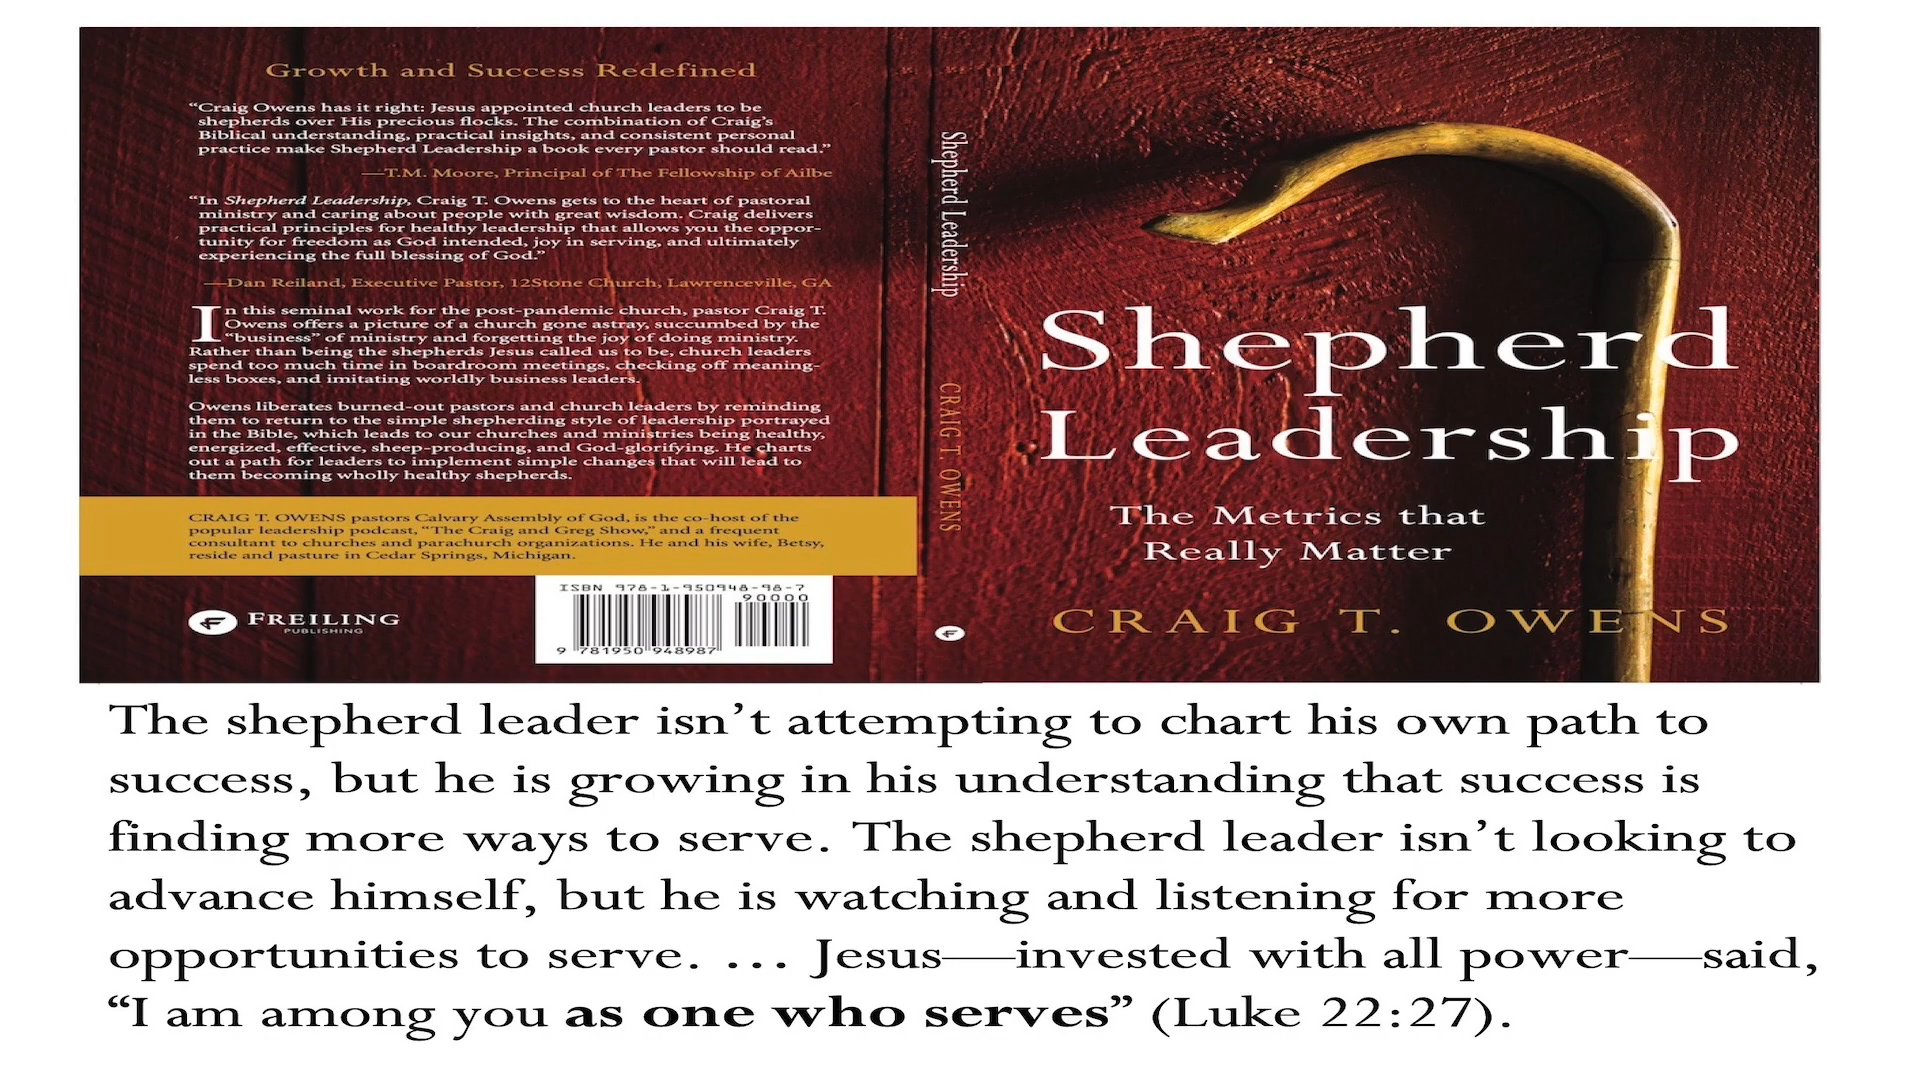 Growth and Success Redefined
“Craig Owens has it right: Jesus appointed church leaders to be
shepherds over His precious flocks. The combination of Craig’s
Biblical understanding, practical insights, and consistent personal
practice make Shepherd Leadership a book every pastor should read.”
—T.M. Moore, Principal of The Fellowship of Ailbe
“In Shepherd Leadership, Craig T. Owens gets to the heart of pastoral
ministry and caring about people with great wisdom. Craig delivers
practical principles for healthy leadership that allows you the oppor-
tunity for freedom as God intended, joy in serving, and ultimately
experiencing the full blessing of God.”
—Dan Reiland, Executive Pastor, 12Stone Church, Lawrenceville, GA
In this seminal work for the post-pandemic church, pastor Craig T.
Owens offers a picture of a church gone astray, succumbed by the
“business” of ministry and forgetting the joy of doing ministry.
Rather than being the shepherds Jesus called us to be, church leaders
spend too much time in boardroom meetings, checking off meaning-
less boxes, and imitating worldly business leaders.
Owens liberates burned-out pastors and church leaders by reminding
them to return to the simple shepherding style of leadership portrayed
in the Bible, which leads to our churches and ministries being healthy,
energized, effective, sheep-producing, and God-glorifying. He charts
out a path for leaders to implement simple changes that will lead to
them becoming wholly healthy shepherds.
CRAIG T. OWENS pastors Calvary Assembly of God, is the co-host of the
popular leadership podcast, “The Craig and Greg Show,” and a frequent
consultant to churches and parachurch organizations. He and his wife, Betsy,
reside and pasture in Cedar Springs, Michigan.
FREILING
PUBLISHING
ISBN 978-1-950948-98-7
90000
9 781950 948987
Shepherd Leadership
CRAIG T. OWENS
Shepherd
Leadership
The Metrics that
Really Matter
CRAIG T. OWENS
The shepherd leader isn’t attempting to chart his own path to
success, but he is growing in his understanding that success is
finding more ways to serve. The shepherd leader isn’t looking to
advance himself, but he is watching and listening for more
opportunities to serve. … Jesus—invested with all power—said,
“I am among you as one who serves” (Luke 22:27).